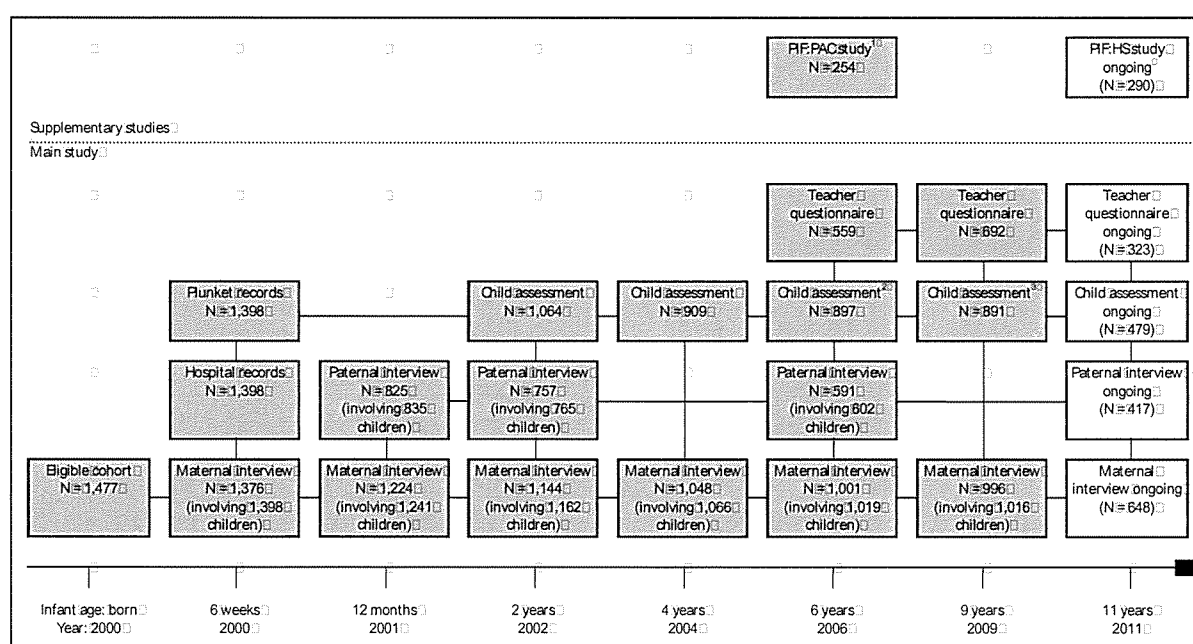 PIF:PAC study¹
N = 254
PIF:HS study
ongoing
(N = 290)
Supplementary studies
Main study
Teacher
questionnaire
N = 559
Teacher
questionnaire
N = 692
Teacher
questionnaire
ongoing
(N = 323)
Plunket records
N = 1,398
Child assessment
N = 1,064
Child assessment
N = 909
Child assessment²
N = 897
Child assessment³
N = 891
Child assessment
ongoing
(N = 479)
Hospital records
N = 1,398
Paternal interview
N = 825
(involving 835
children)
Paternal interview
N = 757
(involving 765
children)
Paternal interview
N = 591
(involving 602
children)
Paternal interview
ongoing
(N = 417)
Eligible cohort
N = 1,477
Maternal interview
N = 1,376
(involving 1,398
children)
Maternal interview
N = 1,224
(involving 1,241
children)
Maternal interview
N = 1,144
(involving 1,162
children)
Maternal interview
N = 1,048
(involving 1,066
children)
Maternal interview
N = 1,001
(involving 1,019
children)
Maternal interview
N = 996
(involving 1,016
children)
Maternal
interview ongoing
(N = 648)
Infant age: born
Year: 2000
6 weeks
2000
12 months
2001
2 years
2002
4 years
2004
6 years
2006
9 years
2009
11 years
2011